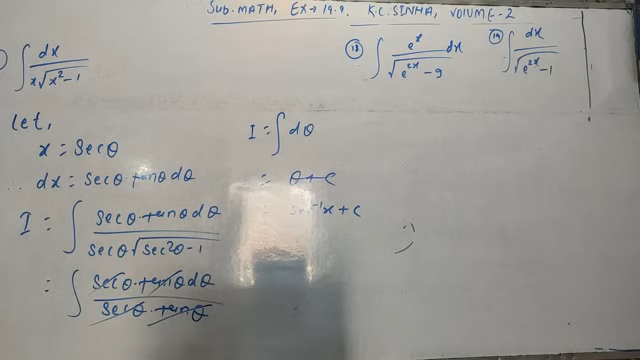 SUB. MATH, EX→19.9. K.C. SINHA, VOLUME-2
) ∫ dx / x√(x²-1)
(18) ∫ eˣ / √(e²ˣ - 9) dx
(19) ∫ dx / √(e²ˣ - 1)
let,
x = secθ
∴ dx = secθ·tanθ dθ
I = ∫ secθ·tanθ dθ / secθ√(sec²θ-1)
= ∫ secθ·tanθ dθ / secθ·tanθ
I = ∫ dθ
= θ + c
= sec⁻¹x + c